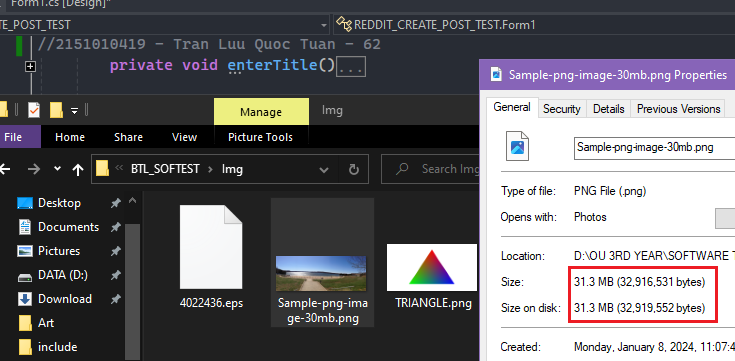 Form1.cs [Design]*
E_POST_TEST
REDDIT_CREATE_POST_TEST.Form1
//2151010419 - Tran Luu Quoc Tuan - 62
private void enterTitle()...
Manage
Img
File
Home
Share
View
Picture Tools
BTL_SOFTEST
Img
Search Img
Desktop
Documents
Pictures
DATA (D:)
Download
Art
include
4022436.eps
Sample-png-ima
ge-30mb.png
TRIANGLE.png
Sample-png-image-30mb.png Properties
General
Security
Details
Previous Versions
Sample-png-image-30mb.png
Type of file:
PNG File (.png)
Opens with:
Photos
Location:
D:\OU 3RD YEAR\SOFTWARE T
Size:
31.3 MB (32,916,531 bytes)
Size on disk:
31.3 MB (32,919,552 bytes)
Created:
Monday, January 8, 2024, 11:07:4